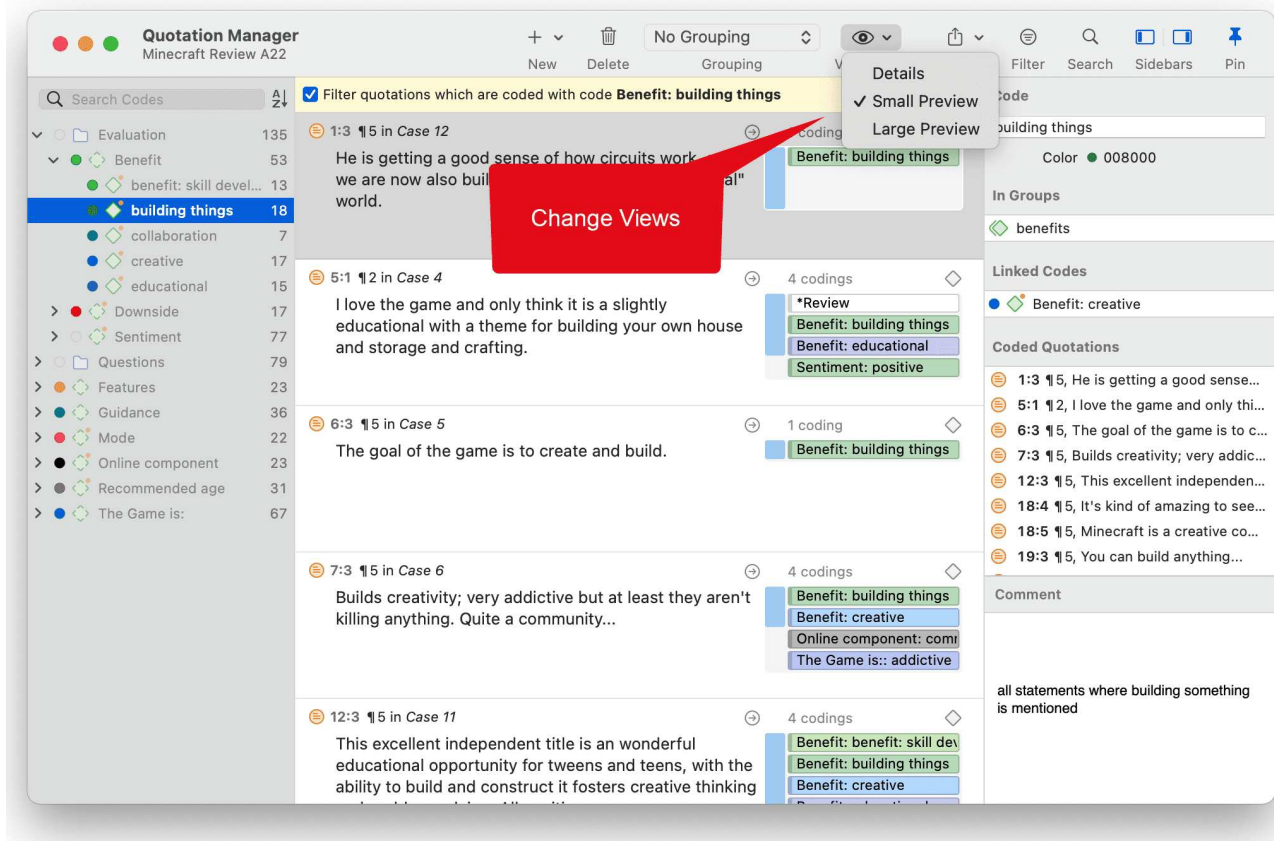 Quotation Manager
Minecraft Review A22
New
Delete
No Grouping
Grouping
Filter
Search
Sidebars
Pin
Details
✓ Small Preview
Large Preview
Search Codes
Evaluation 135
Benefit 53
benefit: skill devel... 13
building things 18
collaboration 7
creative 17
educational 15
Downside 17
Sentiment 77
Questions 79
Features 23
Guidance 36
Mode 22
Online component 23
Recommended age 31
The Game is: 67
Filter quotations which are coded with code Benefit: building things
1:3 ¶ 5 in Case 12
He is getting a good sense of how circuits work
we are now also buil
al"
world.
Benefit: building things
Change Views
5:1 ¶ 2 in Case 4
4 codings
I love the game and only think it is a slightly
educational with a theme for building your own house
and storage and crafting.
*Review
Benefit: building things
Benefit: educational
Sentiment: positive
6:3 ¶ 5 in Case 5
1 coding
The goal of the game is to create and build.
Benefit: building things
7:3 ¶ 5 in Case 6
4 codings
Builds creativity; very addictive but at least they aren't
killing anything. Quite a community...
Benefit: building things
Benefit: creative
Online component: com
The Game is:: addictive
12:3 ¶ 5 in Case 11
4 codings
This excellent independent title is an wonderful
educational opportunity for tweens and teens, with the
ability to build and construct it fosters creative thinking
Benefit: benefit: skill dev
Benefit: building things
Benefit: creative
Code
building things
Color 008000
In Groups
benefits
Linked Codes
Benefit: creative
Coded Quotations
1:3 ¶ 5, He is getting a good sense...
5:1 ¶ 2, I love the game and only thi...
6:3 ¶ 5, The goal of the game is to c...
7:3 ¶ 5, Builds creativity; very addic...
12:3 ¶ 5, This excellent independen...
18:4 ¶ 5, It's kind of amazing to see...
18:5 ¶ 5, Minecraft is a creative co...
19:3 ¶ 5, You can build anything...
Comment
all statements where building something
is mentioned